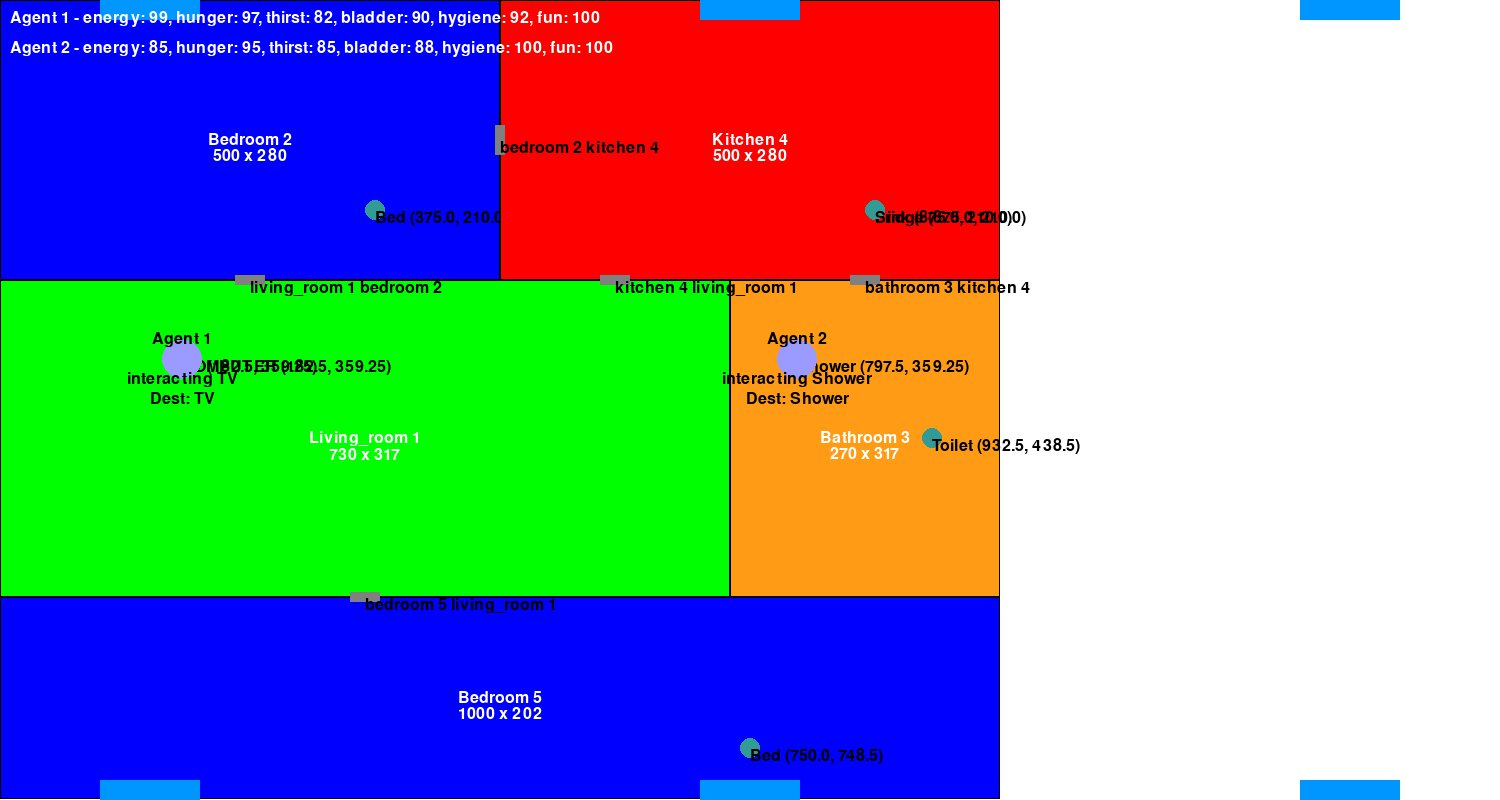 Agent 1 - energy: 99, hunger: 97, thirst: 82, bladder: 90, hygiene: 92, fun: 100
Agent 2 - energy: 85, hunger: 95, thirst: 85, bladder: 88, hygiene: 100, fun: 100
Bedroom 2
500 x 280
Kitchen 4
500 x 280
bedroom 2 kitchen 4
Bed (375.0, 210.0
living_room 1 bedroom 2
kitchen 4 living_room 1
bathroom 3 kitchen 4
Agent 1
359.25)
interacting TV
Dest: TV
Agent 2
ower (797.5, 359.25)
interacting Shower
Dest: Shower
Living_room 1
730 x 317
Bathroom 3
270 x 317
Toilet (932.5, 438.5)
bedroom 5 living_room 1
Bedroom 5
1000 x 202
Bed (750.0, 748.5)